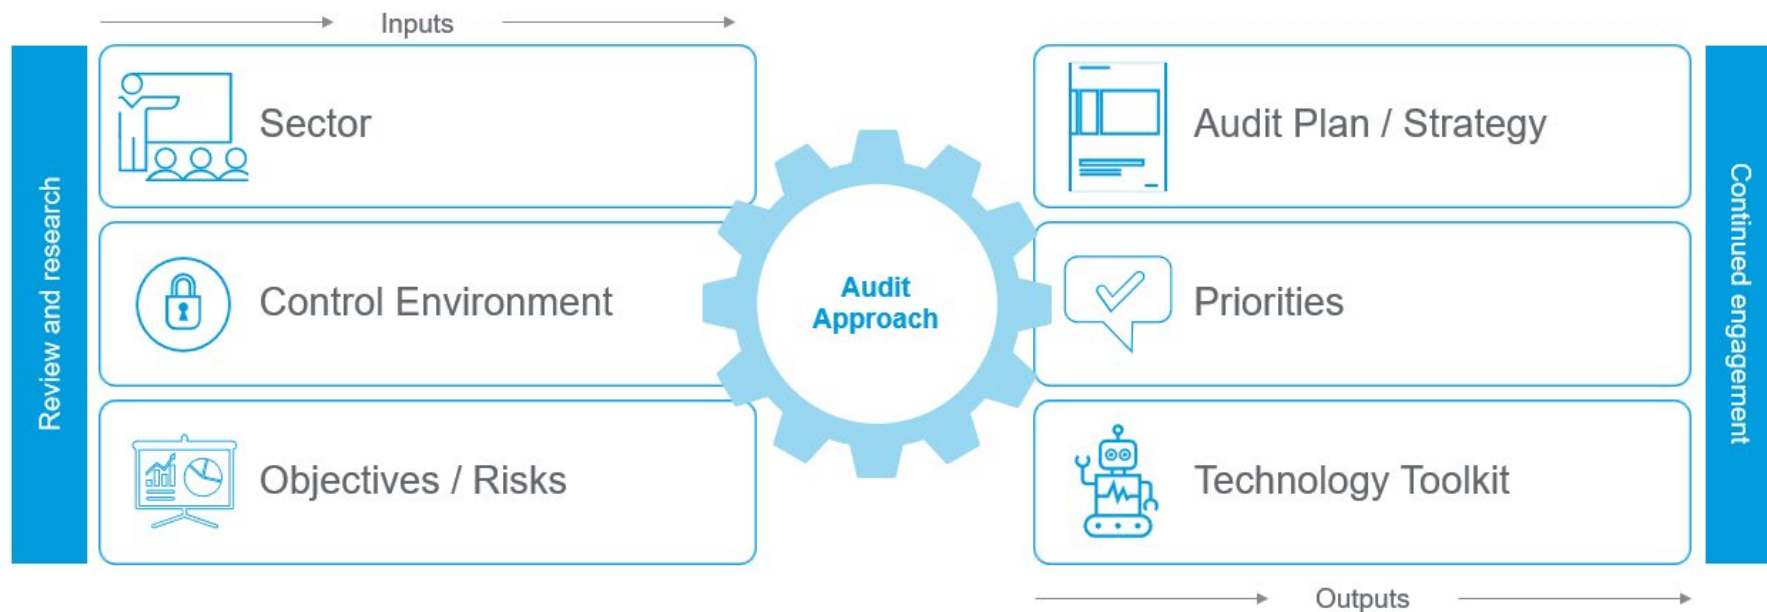 Inputs
Review and research
Sector
Control Environment
Objectives / Risks
Audit
Approach
Audit Plan / Strategy
Priorities
Technology Toolkit
Continued engagement
Outputs